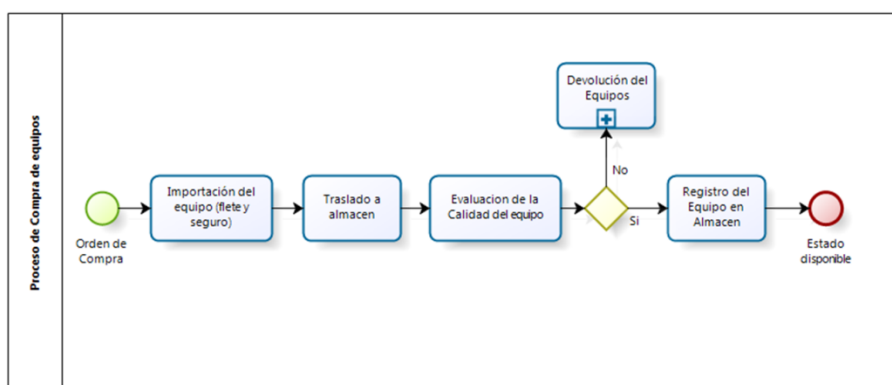 Proceso de Compra de equipos
Orden de
Compra
Importación del
equipo (flete y
seguro)
Traslado a
almacen
Evaluacion de la
Calidad del equipo
Devolución del
Equipos
No
Si
Registro del
Equipo en
Almacen
Estado
disponible